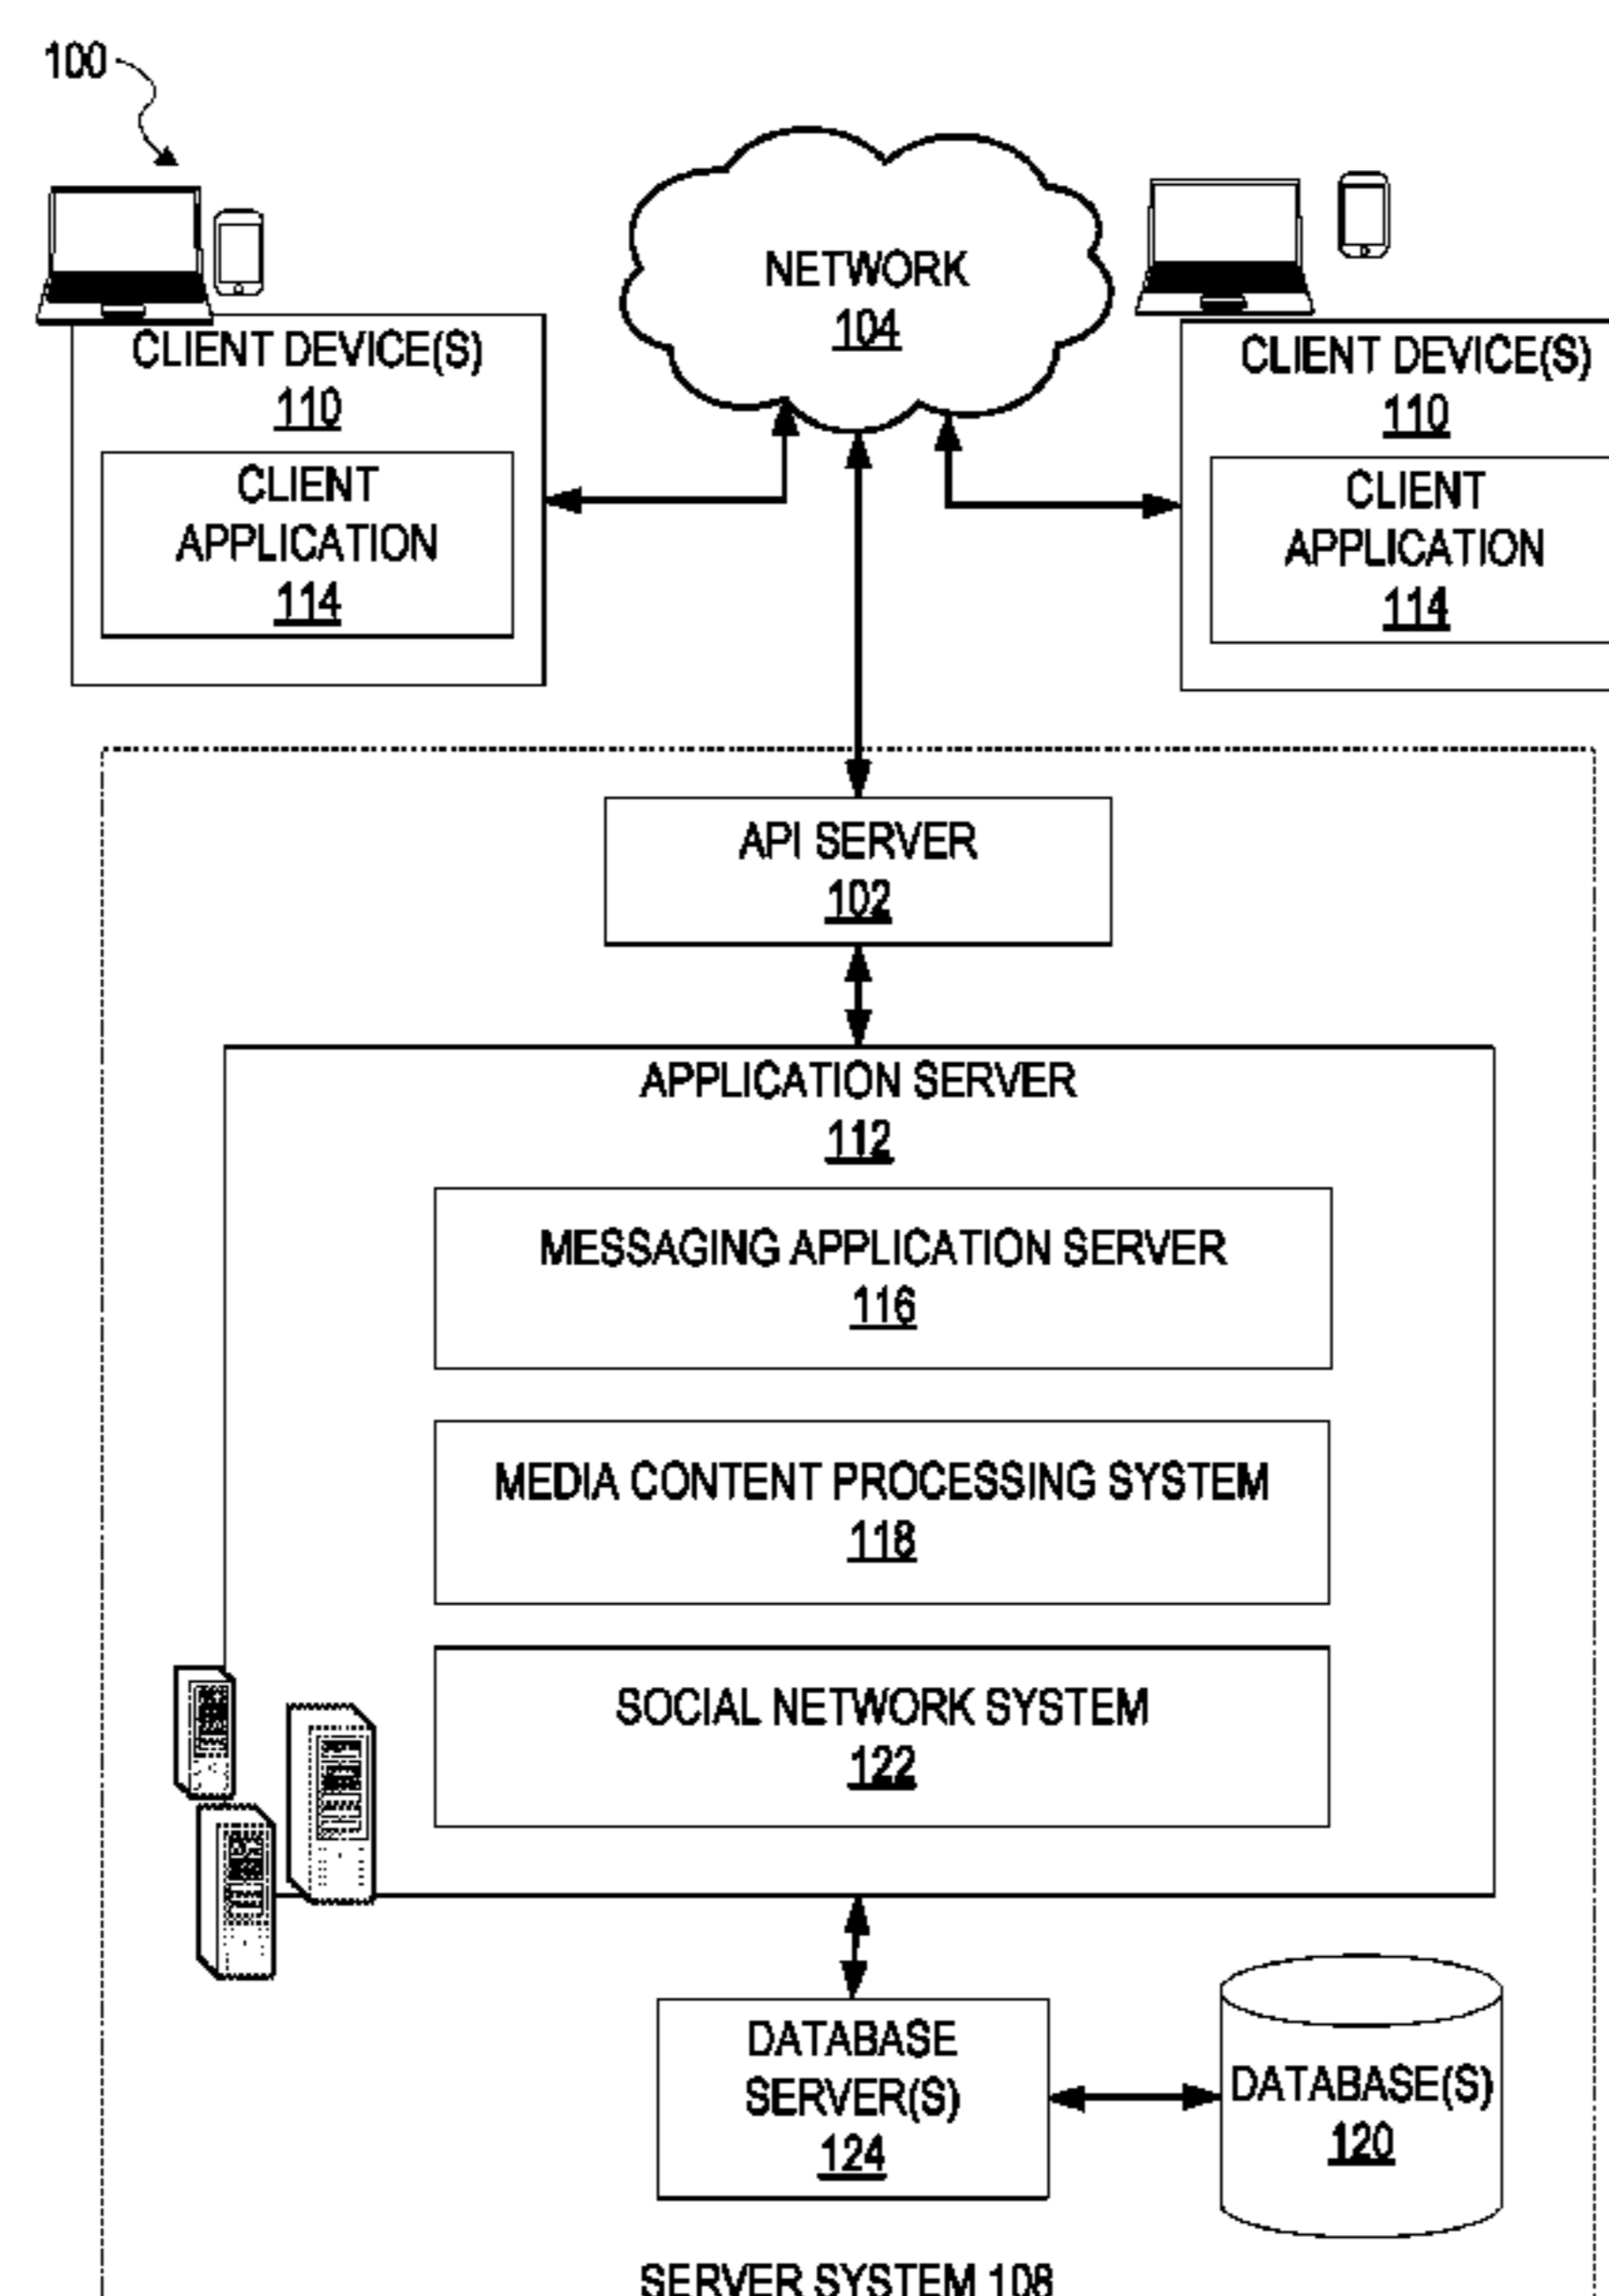 100
NETWORK
104
CLIENT DEVICE(S)
110
CLIENT
APPLICATION
114
CLIENT DEVICE(S)
110
CLIENT
APPLICATION
114
API SERVER
102
APPLICATION SERVER
112
MESSAGING APPLICATION SERVER
116
MEDIA CONTENT PROCESSING SYSTEM
118
SOCIAL NETWORK SYSTEM
122
DATABASE
SERVER(S)
124
DATABASE(S)
120
SERVER SYSTEM 108